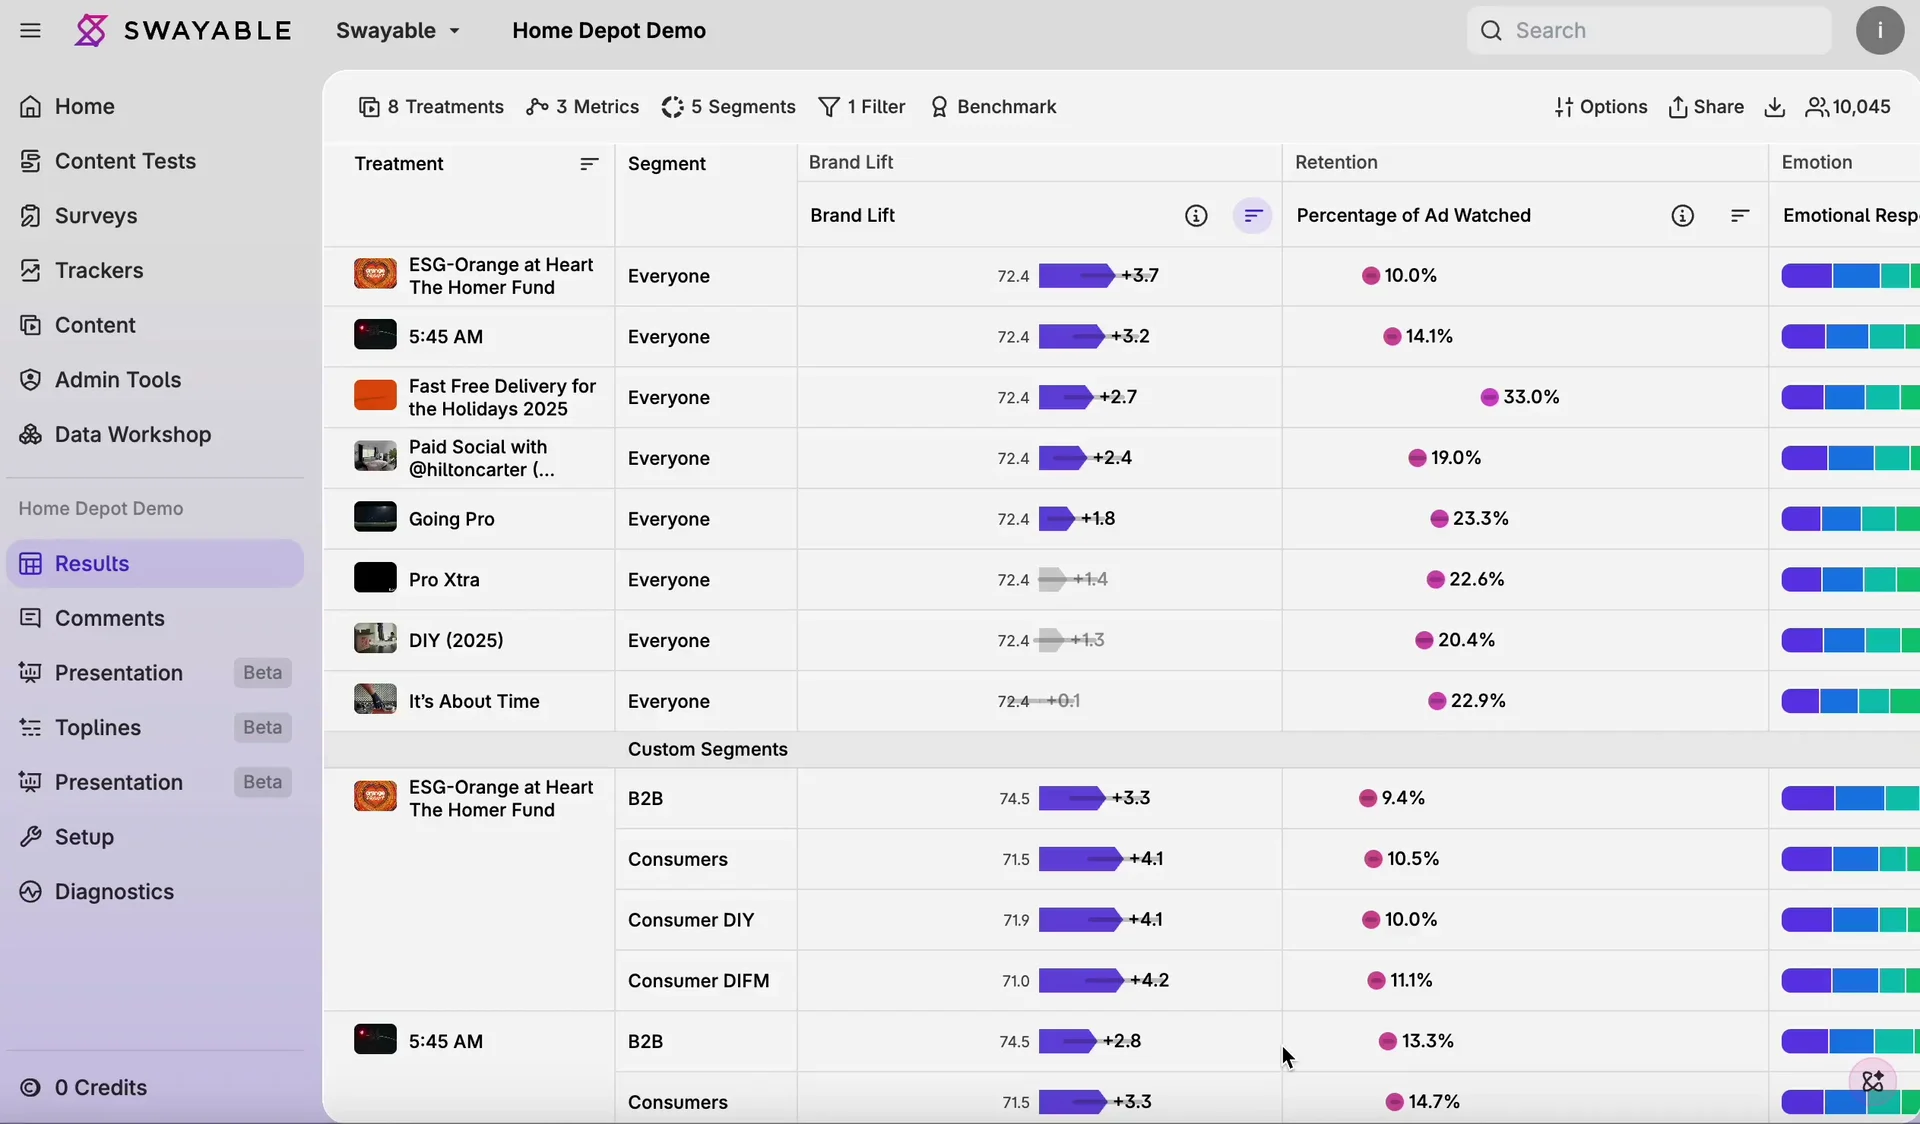 SWAYABLE
Swayable
Home Depot Demo
Search
i
Home
Content Tests
Surveys
Trackers
Content
Admin Tools
Data Workshop
Home Depot Demo
Results
Comments
Presentation Beta
Toplines Beta
Presentation Beta
Setup
Diagnostics
0 Credits
8 Treatments
3 Metrics
5 Segments
1 Filter
Benchmark
Options
Share
10,045
Treatment
Segment
Brand Lift
Retention
Emotion
Brand Lift
Percentage of Ad Watched
Emotional Resp
ESG-Orange at Heart
The Homer Fund
Everyone
72.4
+3.7
10.0%
5:45 AM
Everyone
72.4
+3.2
14.1%
Fast Free Delivery for
the Holidays 2025
Everyone
72.4
+2.7
33.0%
Paid Social with
@hiltoncarter (...
Everyone
72.4
+2.4
19.0%
Going Pro
Everyone
72.4
+1.8
23.3%
Pro Xtra
Everyone
72.4
+1.4
22.6%
DIY (2025)
Everyone
72.4
+1.3
20.4%
It’s About Time
Everyone
72.4
+0.1
22.9%
Custom Segments
ESG-Orange at Heart
The Homer Fund
B2B
74.5
+3.3
9.4%
Consumers
71.5
+4.1
10.5%
Consumer DIY
71.9
+4.1
10.0%
Consumer DIFM
71.0
+4.2
11.1%
5:45 AM
B2B
74.5
+2.8
13.3%
Consumers
71.5
+3.3
14.7%